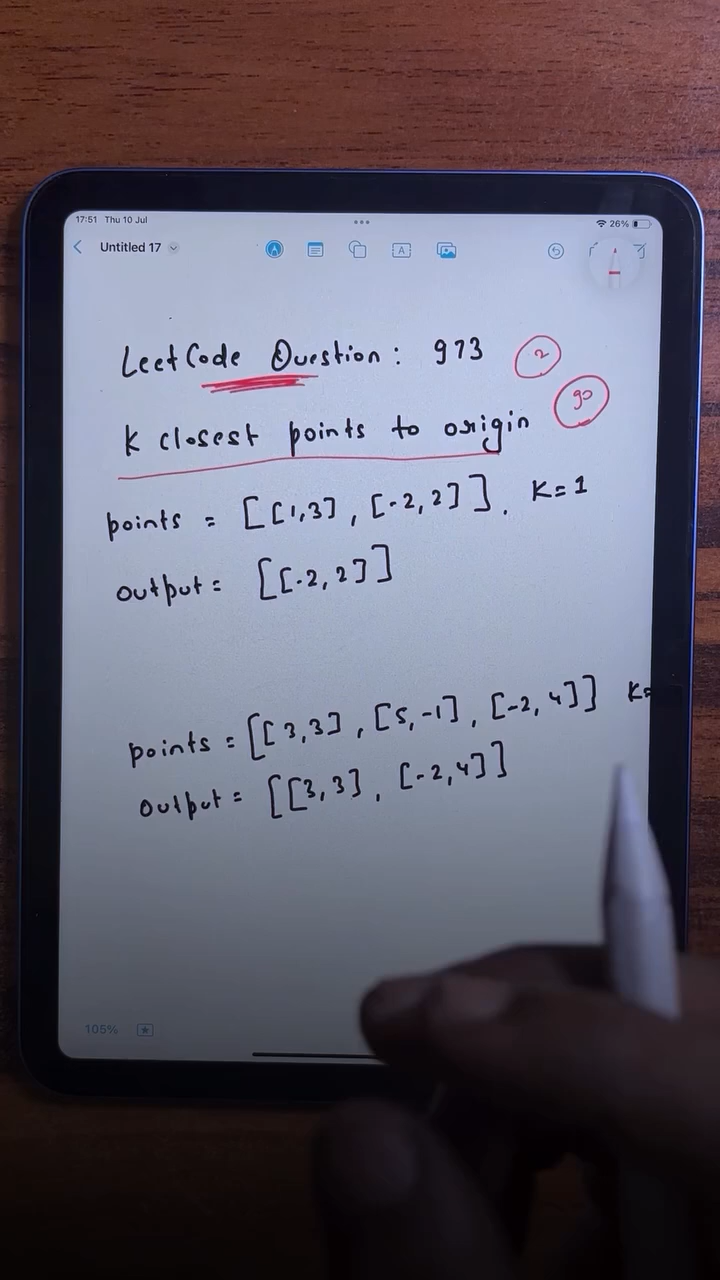 17:51 Thu 10 Jul
26%
Untitled 17
A
LeetCode Question: 973
2
90
K closest points to origin
points = [[1,3], [-2,2]]. K=1
output= [[-2,2]]
points = [[3,3], [5,-1], [-2,4]] K=
output= [[3,3], [-2,4]]
105%